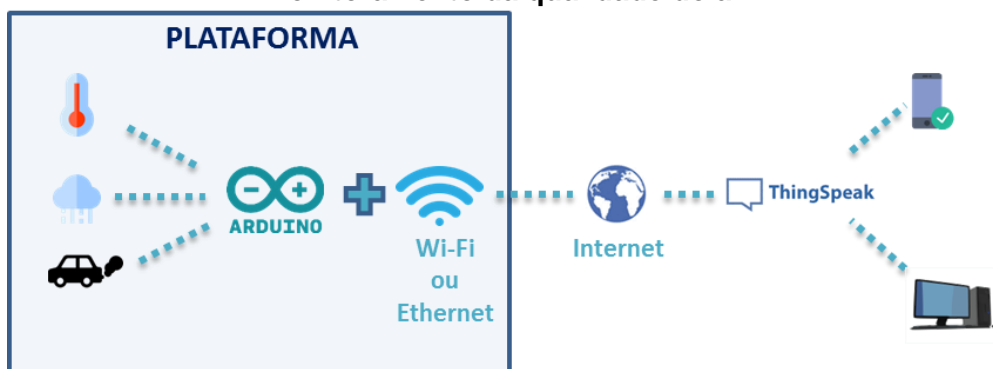 PLATAFORMA
ARDUINO
Wi-Fi
ou
Ethernet
Internet
ThingSpeak